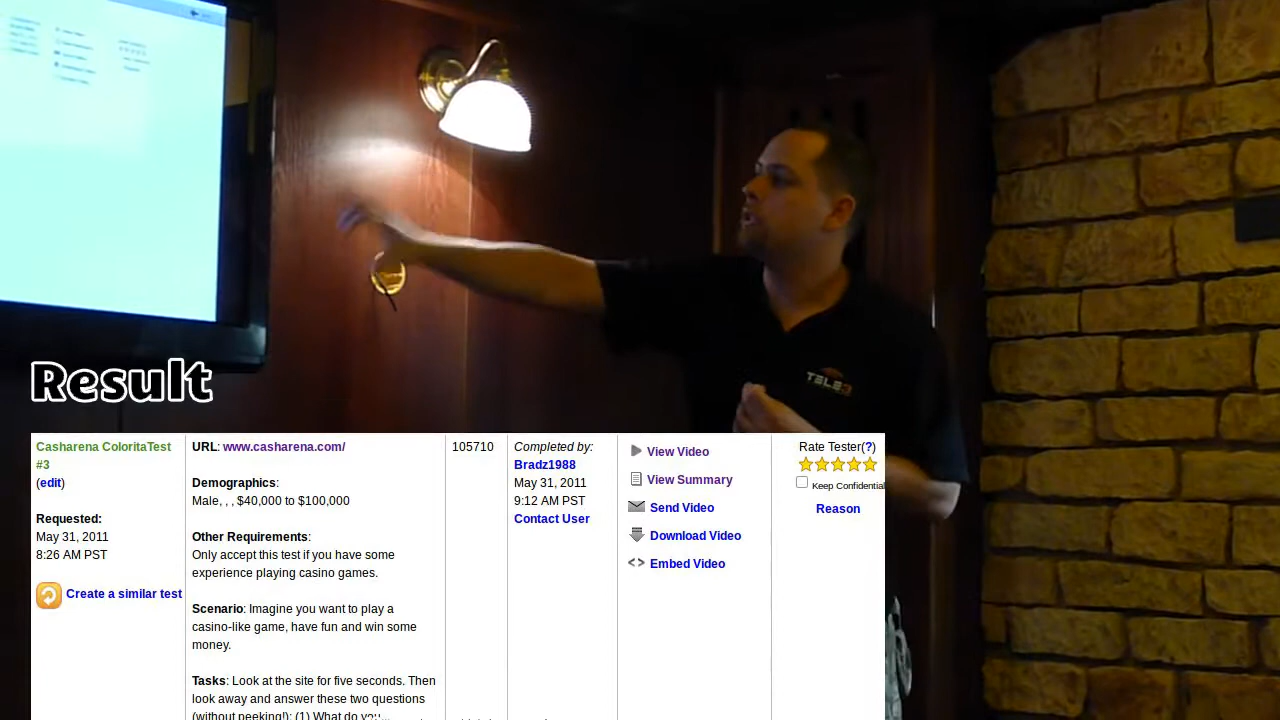 TELE3
Result
Casharena ColoritaTest
#3
(edit)
Requested:
May 31, 2011
8:26 AM PST
Create a similar test
URL: www.casharena.com/
Demographics:
Male, , , $40,000 to $100,000
Other Requirements:
Only accept this test if you have some
experience playing casino games.
Scenario: Imagine you want to play a
casino-like game, have fun and win some
money.
Tasks: Look at the site for five seconds. Then
look away and answer these two questions
(without peeking!): (1) What do you
105710
Completed by:
Bradz1988
May 31, 2011
9:12 AM PST
Contact User
View Video
View Summary
Send Video
Download Video
Embed Video
Rate Tester(?)
Keep Confidential
Reason